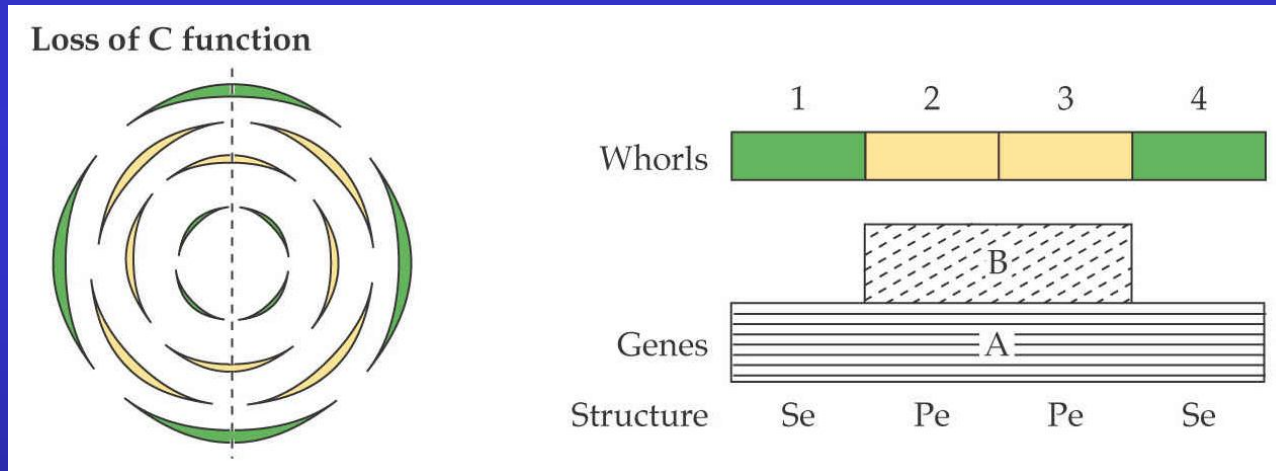 Loss of C function
1 2 3 4
Whorls
B
Genes A
Structure Se Pe Pe Se